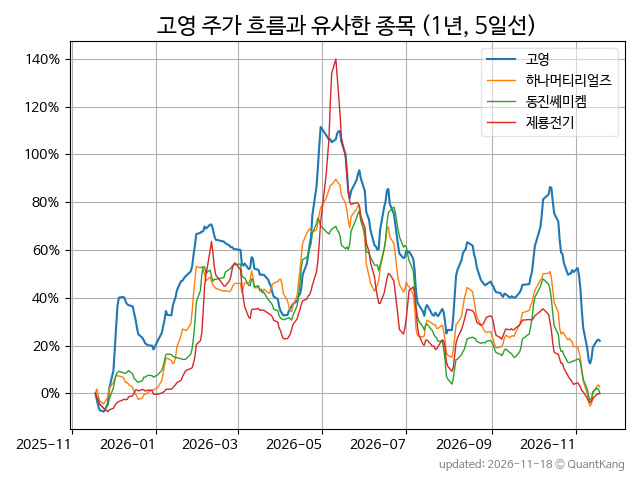 고영 주가 흐름과 유사한 종목 (1년, 5일선)
고영
하나머티리얼즈
동진쎄미켐
제룡전기
140%
120%
100%
80%
60%
40%
20%
0%
2025-11 2026-01 2026-03 2026-05 2026-07 2026-09 2026-11
updated: 2026-11-18 © QuantKang